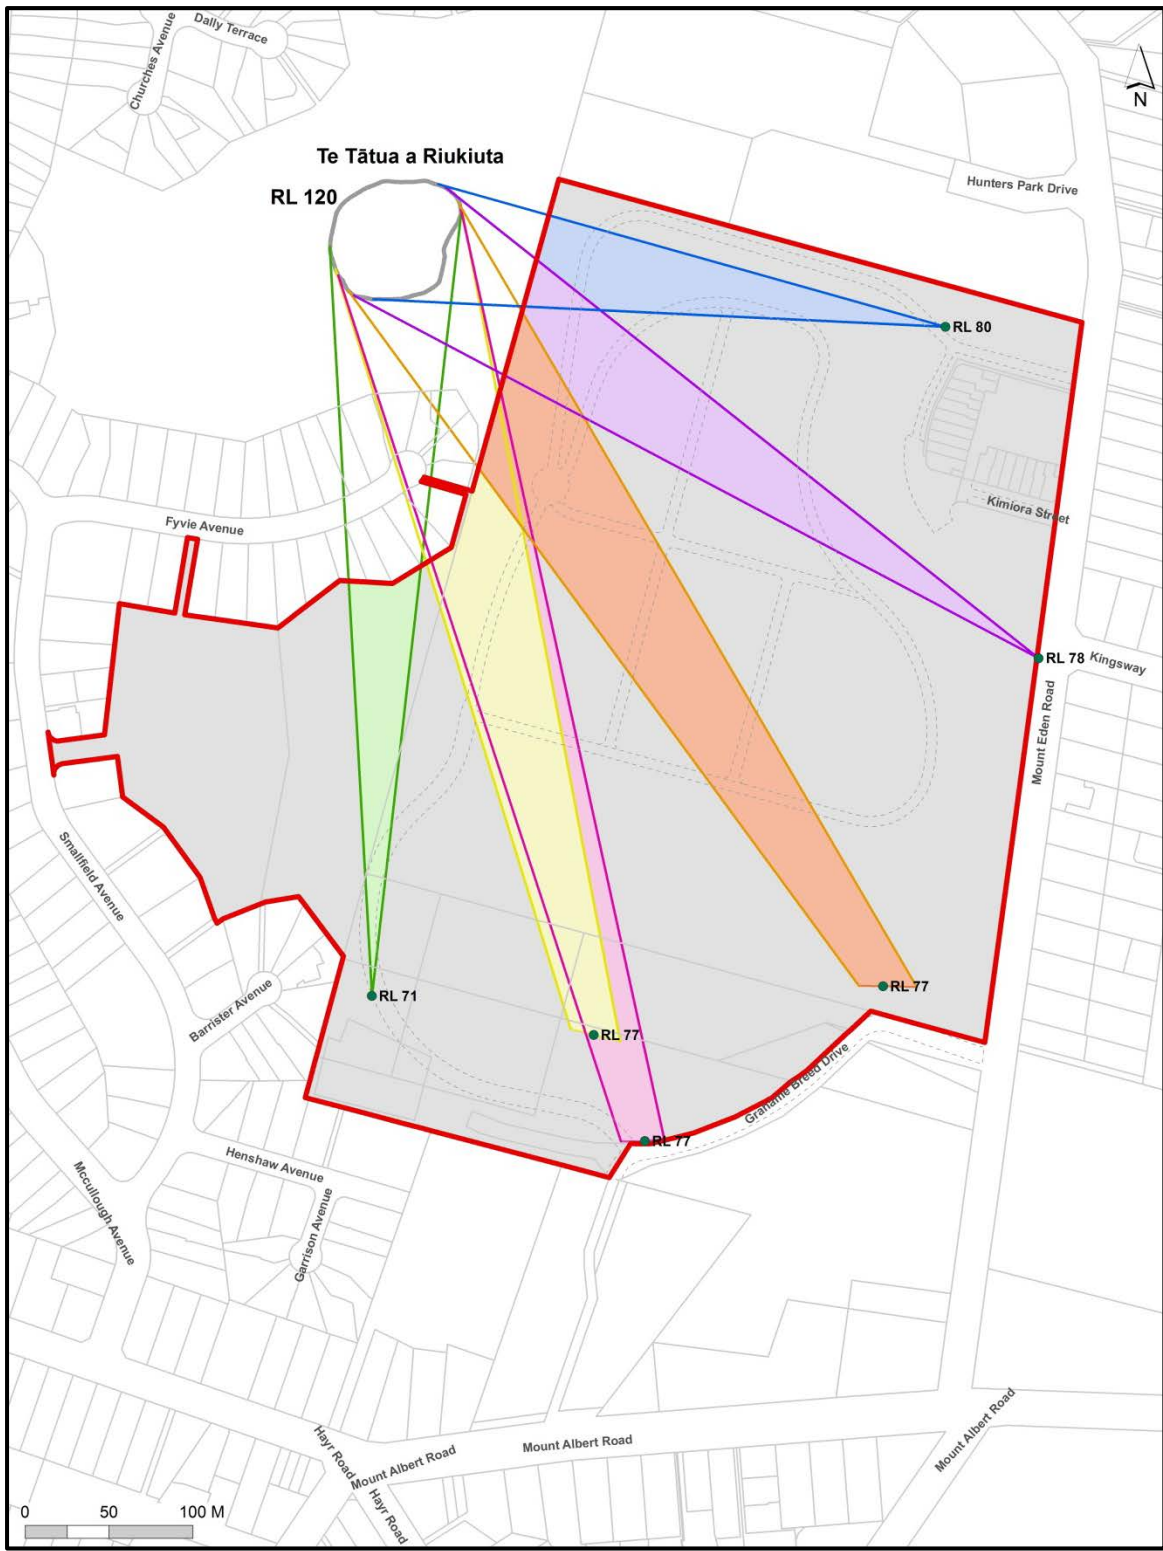 Dally Terrace
Churches Avenue
N
Te Tātua a Riukiuta
RL 120
Hunters Park Drive
RL 80
Kimiora Street
Fyvie Avenue
RL 78
Kingsway
Mount Eden Road
Smallfield Avenue
RL 77
RL 71
Barrister Avenue
RL 77
Grahame Breed Drive
RL 77
Henshaw Avenue
Mccullough Avenue
Garrison Avenue
Mount Albert Road
Mount Albert Road
Hayr Road
Mount Albert Road
Hayr Road
0 50 100 M